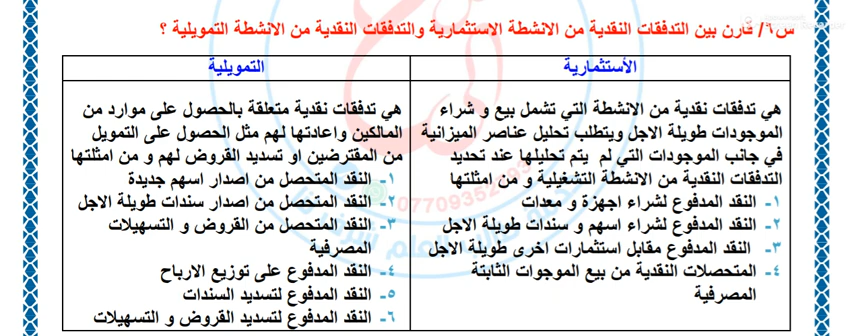 س٦/ قارن بين التدفقات النقدية من الانشطة الاستثمارية والتدفقات النقدية من الانشطة التمويلية ؟
الأستثمارية
هي تدفقات نقدية من الانشطة التي تشمل بيع و شراء
الموجودات طويلة الاجل ويتطلب تحليل عناصر الميزانية
في جانب الموجودات التي لم يتم تحليلها عند تحديد
التدفقات النقدية من الانشطة التشغيلية و من امثلتها
١- النقد المدفوع لشراء اجهزة و معدات
٢- النقد المدفوع لشراء اسهم و سندات طويلة الاجل
٣- النقد المدفوع مقابل استثمارات اخرى طويلة الاجل
٤- المتحصلات النقدية من بيع الموجوات الثابتة
المصرفية
التمويلية
هي تدفقات نقدية متعلقة بالحصول على موارد من
المالكين واعادتها لهم مثل الحصول على التمويل
من المقترضين او تسديد القروض لهم و من امثلتها
١- النقد المتحصل من اصدار اسهم جديدة
٢- النقد المتحصل من اصدار سندات طويلة الاجل
٣- النقد المتحصل من القروض و التسهيلات
المصرفية
٤- النقد المدفوع على توزيع الارباح
٥- النقد المدفوع لتسديد السندات
٦- النقد المدفوع لتسديد القروض و التسهيلات